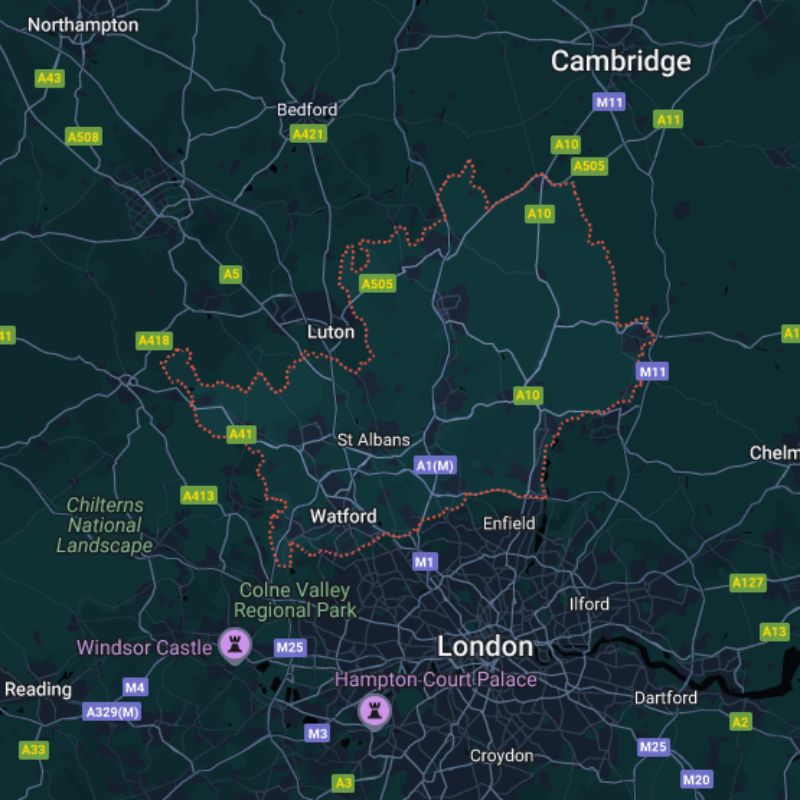 Northampton
Cambridge
A43
M11
Bedford
A11
A421
A508
A10
A505
A10
A5
A505
Luton
41
A418
A1
M11
A10
A41
St Albans
Chelm
A1(M)
A413
Chilterns
National
Landscape
Watford
Enfield
M1
A127
Colne Valley
Regional Park
Ilford
A13
Windsor Castle
M25
London
Hampton Court Palace
Reading
M4
Dartford
A329(M)
A2
M3
A33
M25
Croydon
M20
A3